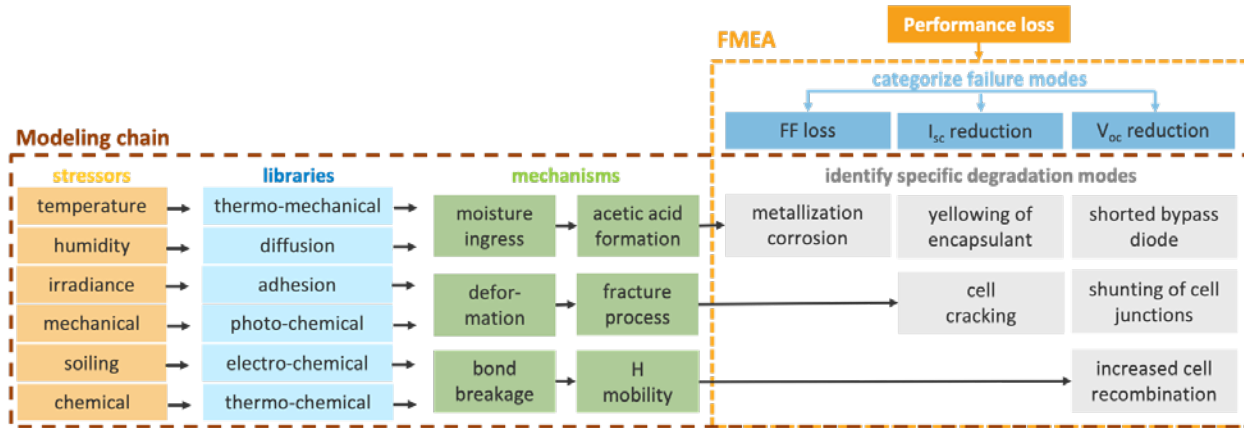 Performance loss
FMEA
categorize failure modes
FF loss
Isc reduction
Voc reduction
Modeling chain
stressors
libraries
mechanisms
identify specific degradation modes
temperature
humidity
irradiance
mechanical
soiling
chemical
thermo-mechanical
diffusion
adhesion
photo-chemical
electro-chemical
thermo-chemical
moisture
ingress
acetic acid
formation
defor-
mation
fracture
process
bond
breakage
H
mobility
metallization
corrosion
yellowing of
encapsulant
cell
cracking
shorted bypass
diode
shunting of cell
junctions
increased cell
recombination